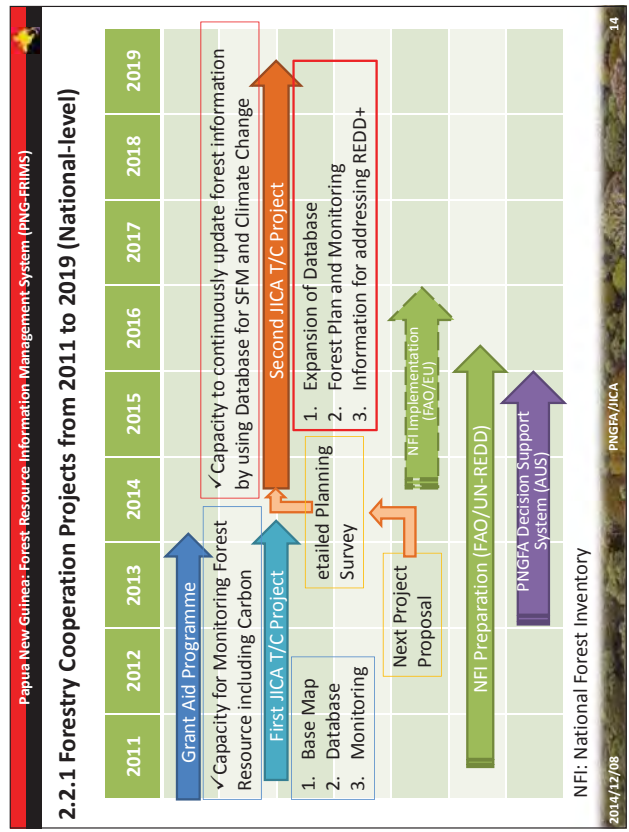 Papua New Guinea: Forest Resource Information Management System (PNG-FRIMS)
2.2.1 Forestry Cooperation Projects from 2011 to 2019 (National-level)
2011 2012 2013 2014 2015 2016 2017 2018 2019
Grant Aid Programme
✓Capacity for Monitoring Forest
Resource including Carbon
✓Capacity to continuously update forest information
by using Database for SFM and Climate Change
First JICA T/C Project
Second JICA T/C Project
1. Base Map
2. Database
3. Monitoring
etailed Planning
Survey
1. Expansion of Database
2. Forest Plan and Monitoring
3. Information for addressing REDD+
Next Project
Proposal
NFI Implementation
(FAO/EU)
NFI Preparation (FAO/UN-REDD)
PNGFA Decision Support
System (AUS)
NFI: National Forest Inventory
2014/12/08
PNGFA/JICA
14